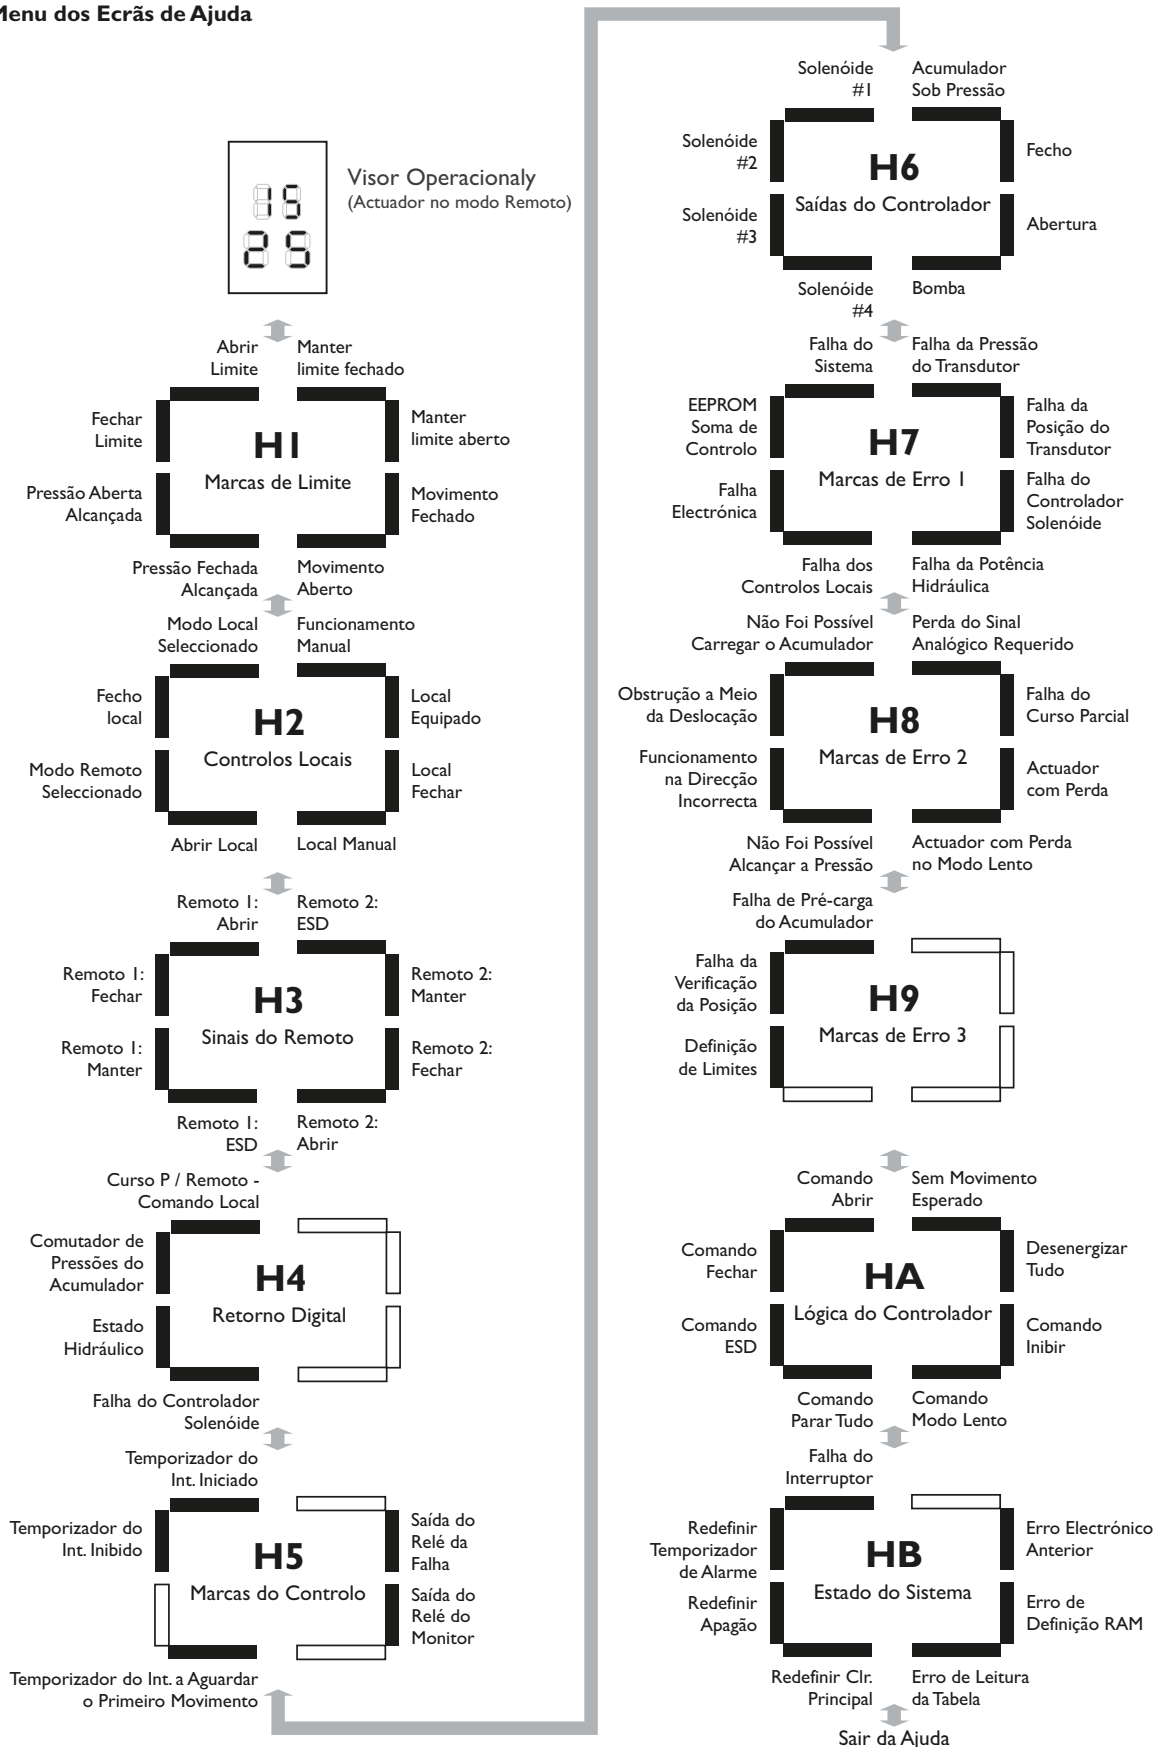 Menu dos Ecrãs de Ajuda
15
25
Visor Operacionaly
(Actuador no modo Remoto)
Abrir
Limite
Manter
limite fechado
Fechar
Limite
Manter
limite aberto
H1
Marcas de Limite
Pressão Aberta
Alcançada
Movimento
Fechado
Pressão Fechada
Alcançada
Movimento
Aberto
Modo Local
Seleccionado
Funcionamento
Manual
Fecho
local
Local
Equipado
H2
Controlos Locais
Modo Remoto
Seleccionado
Local
Fechar
Abrir Local
Local Manual
Remoto 1:
Abrir
Remoto 2:
ESD
Remoto 1:
Fechar
Remoto 2:
Manter
H3
Sinais do Remoto
Remoto 1:
Manter
Remoto 2:
Fechar
Remoto 1:
ESD
Remoto 2:
Abrir
Curso P / Remoto -
Comando Local
Comutador de
Pressões do
Acumulador
H4
Retorno Digital
Estado
Hidráulico
Falha do Controlador
Solenóide
Temporizador do
Int. Iniciado
Temporizador do
Int. Inibido
Saída do
Relé da
Falha
H5
Marcas do Controlo
Saída do
Relé do
Monitor
Temporizador do Int. a Aguardar
o Primeiro Movimento
Solenóide
#1
Acumulador
Sob Pressão
Solenóide
#2
Fecho
H6
Saídas do Controlador
Solenóide
#3
Abertura
Solenóide
#4
Bomba
Falha do
Sistema
Falha da Pressão
do Transdutor
EEPROM
Soma de
Controlo
Falha da
Posição do
Transdutor
H7
Marcas de Erro 1
Falha
Electrónica
Falha do
Controlador
Solenóide
Falha dos
Controlos Locais
Falha da Potência
Hidráulica
Não Foi Possível
Carregar o Acumulador
Perda do Sinal
Analógico Requerido
Obstrução a Meio
da Deslocação
Falha do
Curso Parcial
H8
Marcas de Erro 2
Funcionamento
na Direcção
Incorrecta
Actuador
com Perda
Não Foi Possível
Alcançar a Pressão
Actuador com Perda
no Modo Lento
Falha de Pré-carga
do Acumulador
Falha da
Verificação
da Posição
H9
Marcas de Erro 3
Definição
de Limites
Comando
Abrir
Sem Movimento
Esperado
Comando
Fechar
Desenergizar
Tudo
HA
Lógica do Controlador
Comando
ESD
Comando
Inibir
Comando
Parar Tudo
Comando
Modo Lento
Falha do
Interruptor
Redefinir
Temporizador
de Alarme
Erro Electrónico
Anterior
HB
Estado do Sistema
Redefinir
Apagão
Erro de
Definição RAM
Redefinir Clr.
Principal
Erro de Leitura
da Tabela
Sair da Ajuda